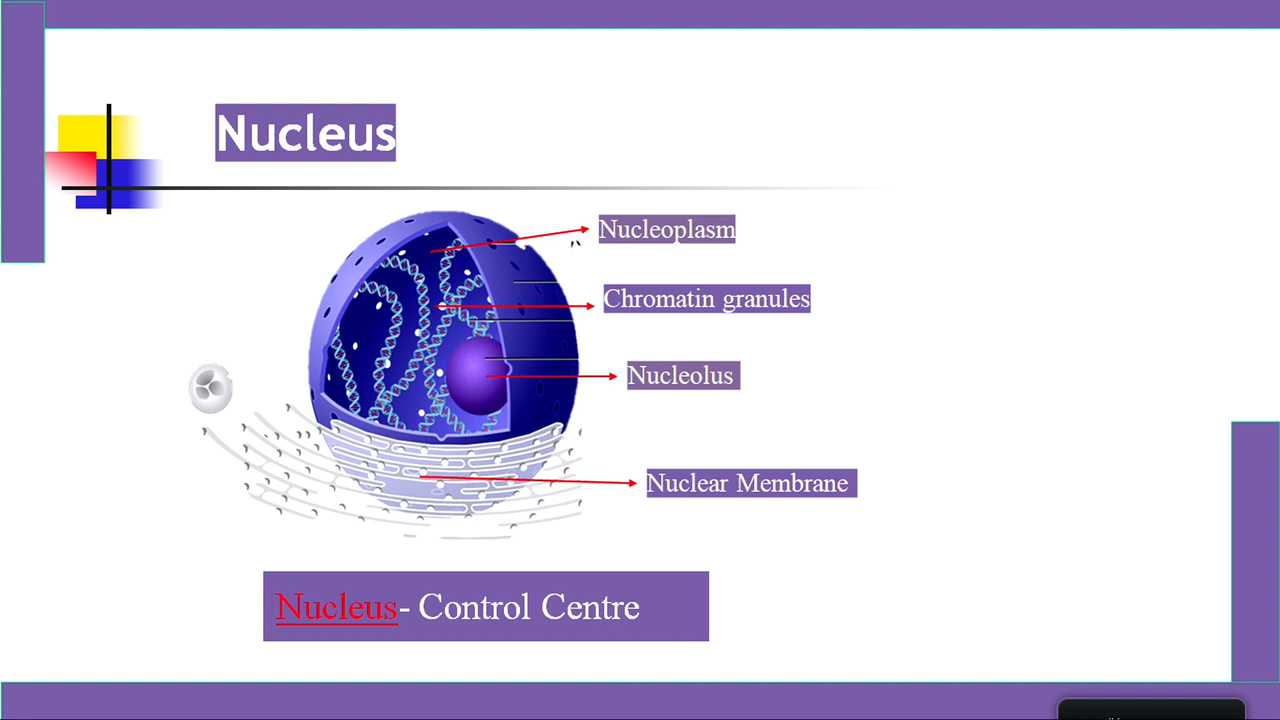 Nucleus
Nucleoplasm
Chromatin granules
Nucleolus
Nuclear Membrane
Nucleus- Control Centre